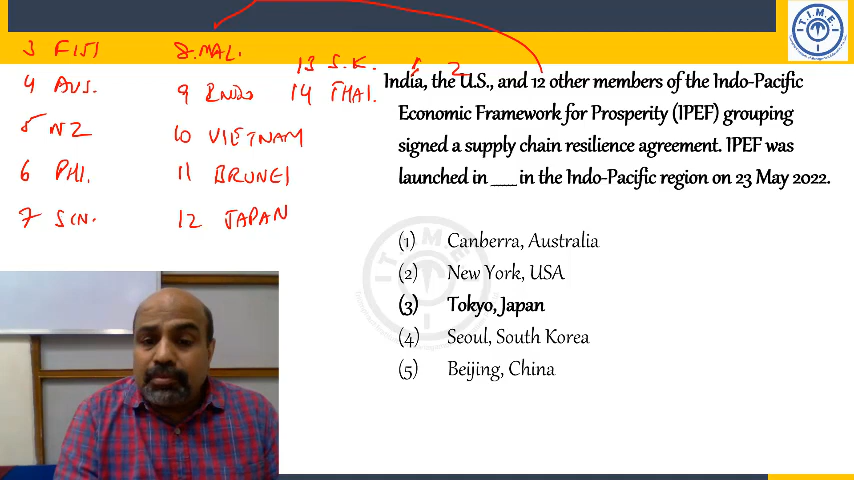 T.I.M.E.
3 FIJI
4 AUS.
5 NZ
6 PHI.
7 SIN.
8. MAL.
9 INDO
10 VIETNAM
11 BRUNEI
12 JAPAN
13 S.K.
14 THAI.
1 2
India, the U.S., and 12 other members of the Indo-Pacific
Economic Framework for Prosperity (IPEF) grouping
signed a supply chain resilience agreement. IPEF was
launched in ____ in the Indo-Pacific region on 23 May 2022.
(1) Canberra, Australia
(2) New York, USA
(3) Tokyo, Japan
(4) Seoul, South Korea
(5) Beijing, China